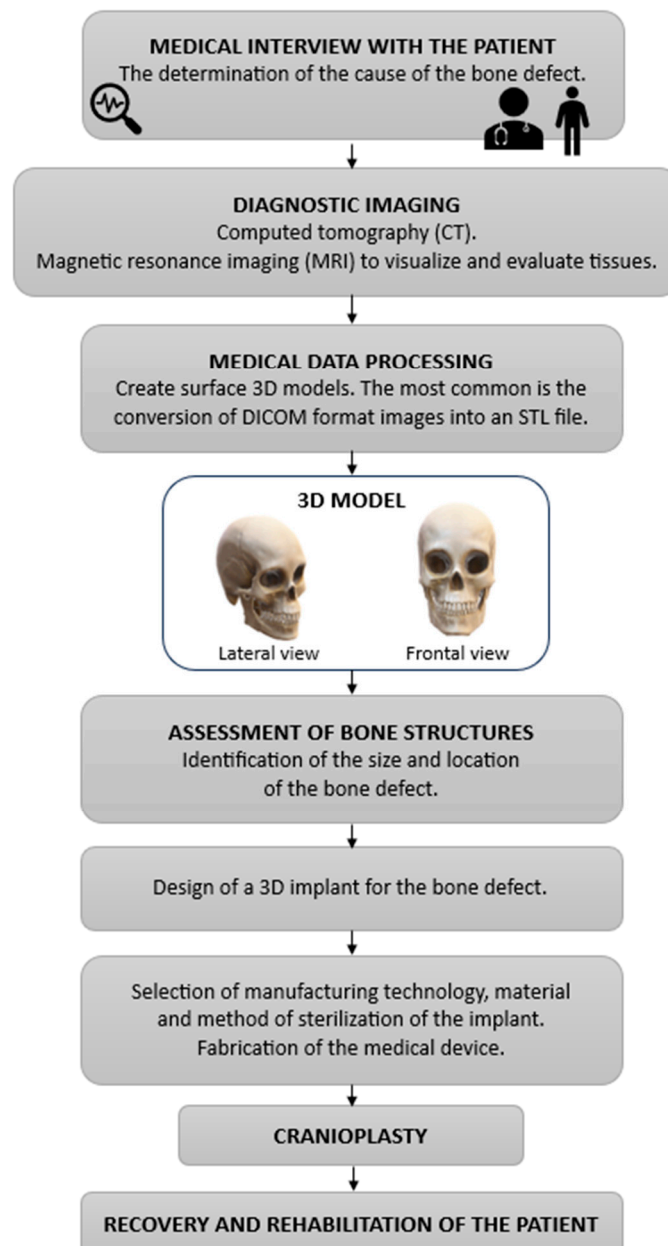 MEDICAL INTERVIEW WITH THE PATIENT
The determination of the cause of the bone defect.
DIAGNOSTIC IMAGING
Computed tomography (CT).
Magnetic resonance imaging (MRI) to visualize and evaluate tissues.
MEDICAL DATA PROCESSING
Create surface 3D models. The most common is the
conversion of DICOM format images into an STL file.
3D MODEL
Lateral view
Frontal view
ASSESSMENT OF BONE STRUCTURES
Identification of the size and location
of the bone defect.
Design of a 3D implant for the bone defect.
Selection of manufacturing technology, material
and method of sterilization of the implant.
Fabrication of the medical device.
CRANIOPLASTY
RECOVERY AND REHABILITATION OF THE PATIENT